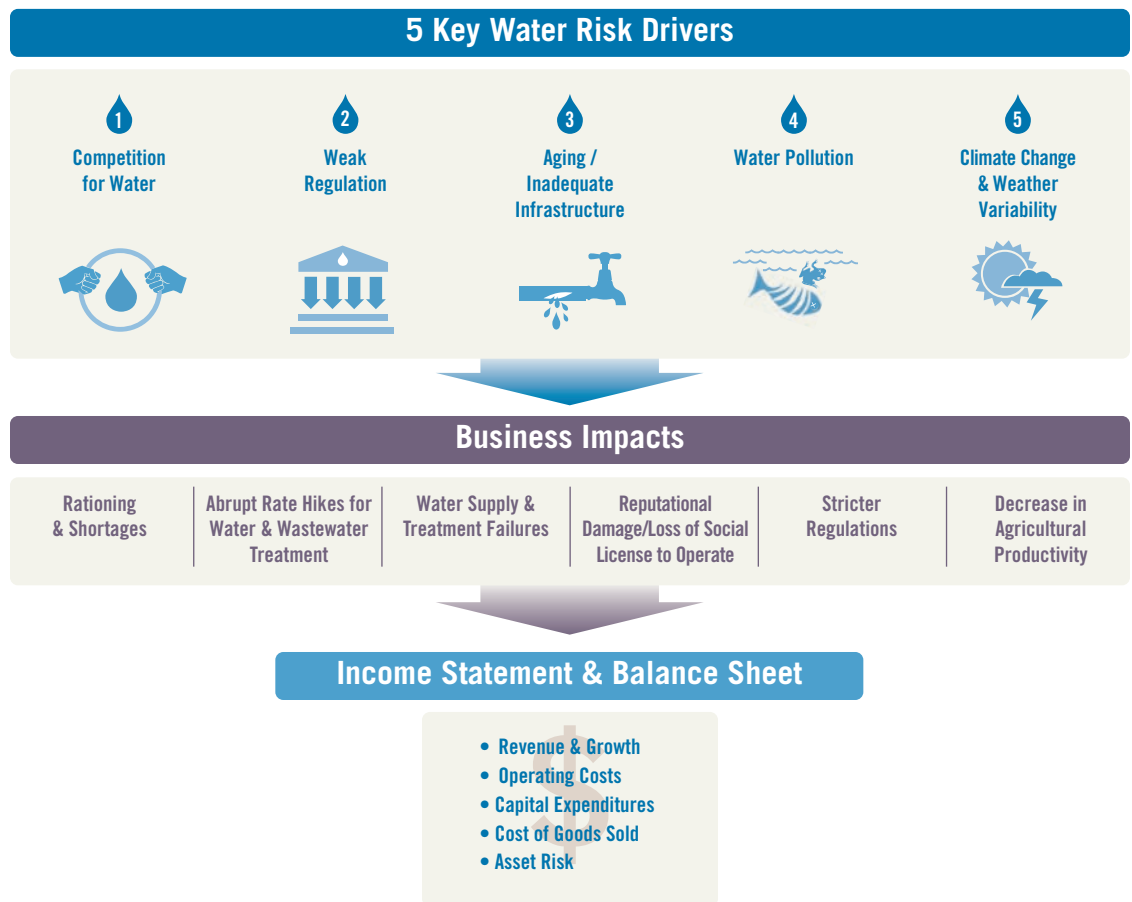 5 Key Water Risk Drivers
1
Competition
for Water
2
Weak
Regulation
3
Aging /
Inadequate
Infrastructure
4
Water Pollution
5
Climate Change
& Weather
Variability
Business Impacts
Rationing
& Shortages
Abrupt Rate Hikes for
Water & Wastewater
Treatment
Water Supply &
Treatment Failures
Reputational
Damage/Loss of Social
License to Operate
Stricter
Regulations
Decrease in
Agricultural
Productivity
Income Statement & Balance Sheet
$
• Revenue & Growth
• Operating Costs
• Capital Expenditures
• Cost of Goods Sold
• Asset Risk